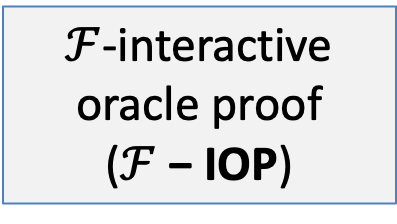 ℱ-interactive
oracle proof
(ℱ – IOP)